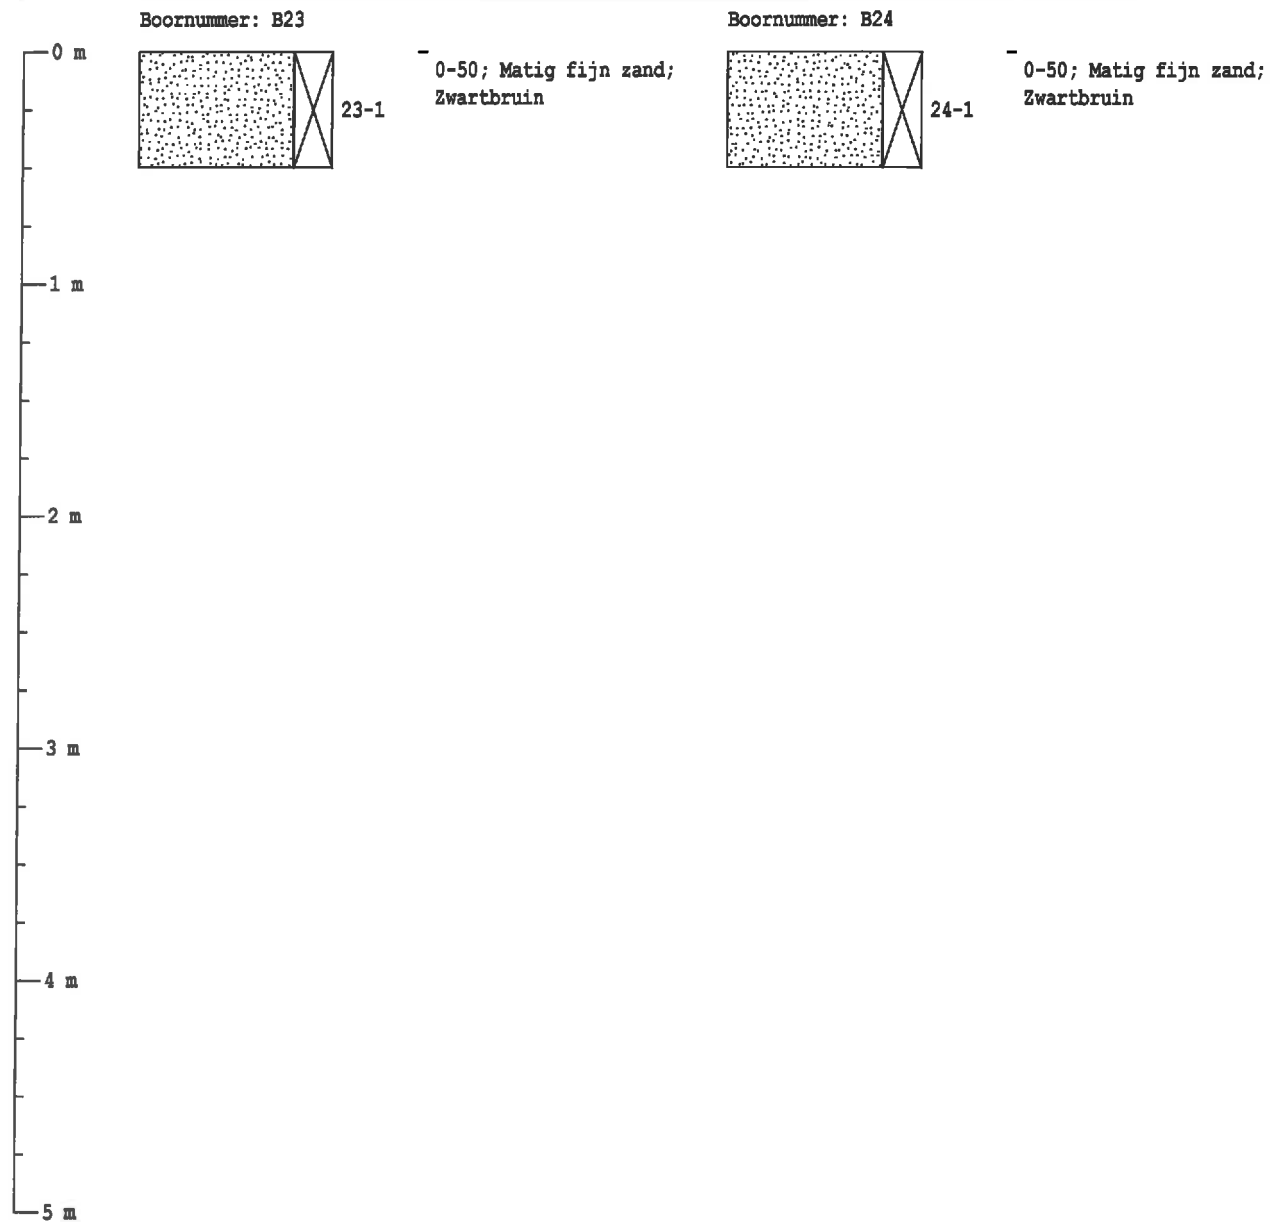 Boornummer: B23
0 m
23-1
0-50; Matig fijn zand;
Zwartbruin
Boornummer: B24
24-1
0-50; Matig fijn zand;
Zwartbruin
1 m
2 m
3 m
4 m
5 m